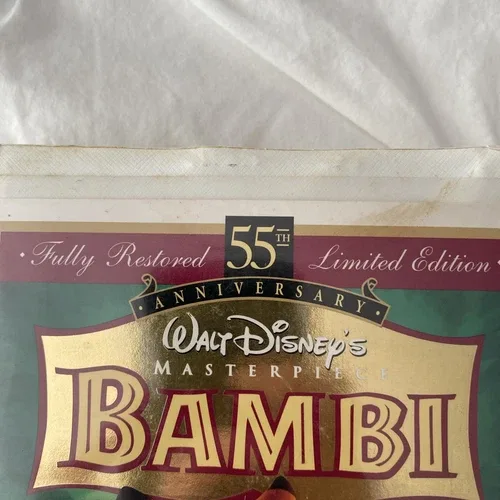 Fully Restored 55TH Limited Edition
ANNIVERSARY
WALT DISNEY'S
MASTERPIECE
BAMBI